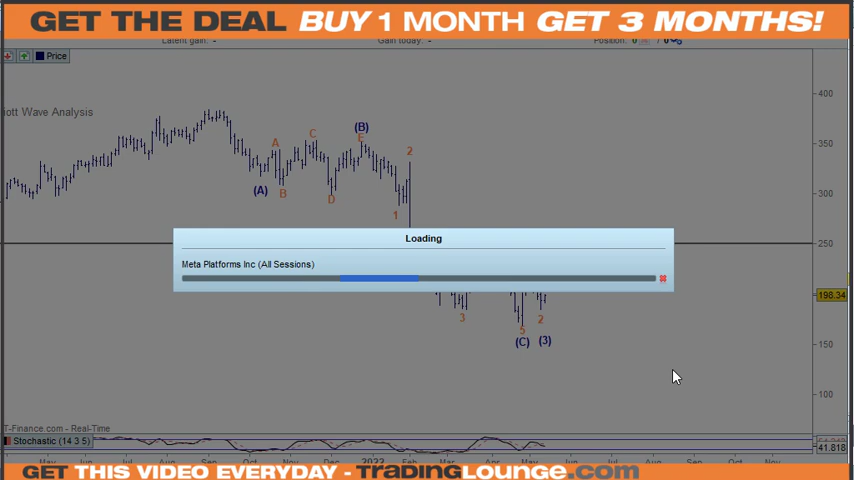 GET THE DEAL BUY 1 MONTH GET 3 MONTHS!
Latent gain: - Gain today: - Position: 0
Price
400
iott Wave Analysis
(B)
A C E 350
2
(A) B D 300
1
250
Loading
Meta Platforms Inc (All Sessions)
198.34
3 5 2
(C) (3) 150
100
T-Finance.com - Real-Time
Stochastic (14 3 5)
41.818
May Jun Jul Aug Sep Oct Nov Dec 2022 Feb Mar Apr May Jun Jul Aug Sep Oct Nov
GET THIS VIDEO EVERYDAY - TradingLounge.com